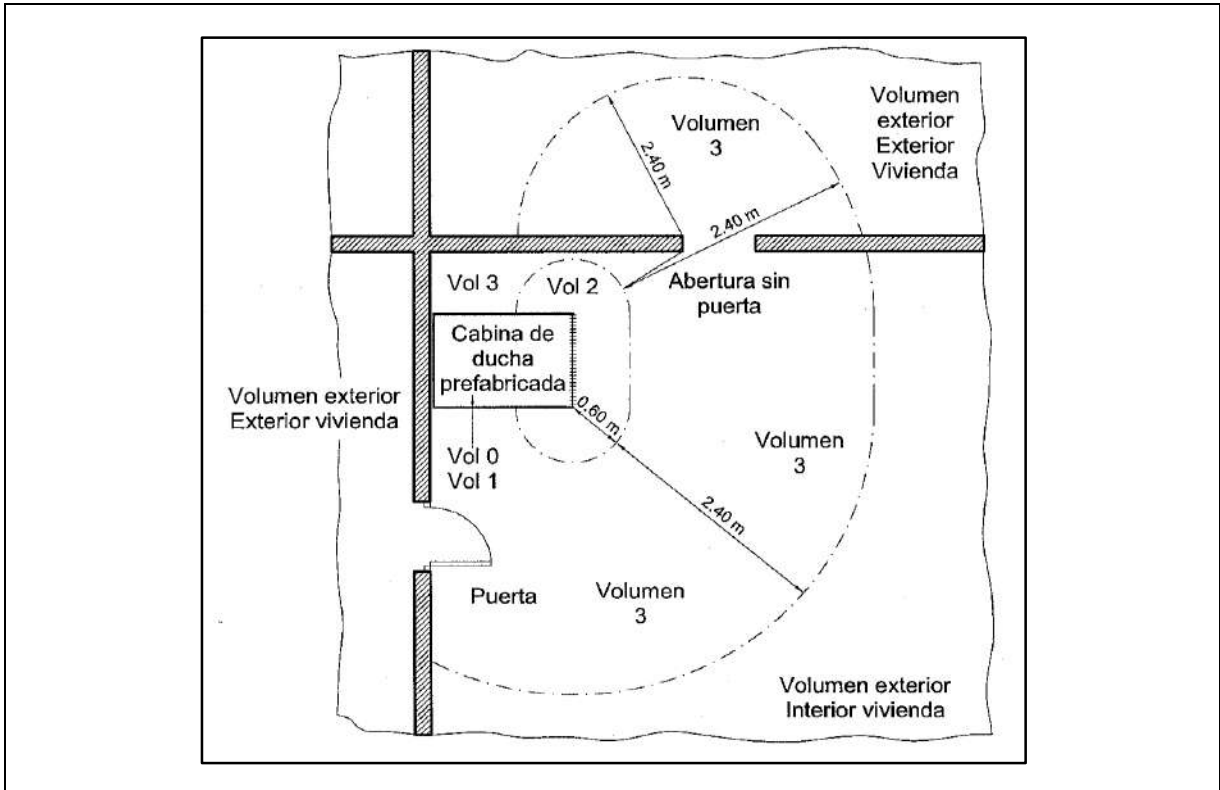 Volumen
3
Volumen
exterior
Exterior
Vivienda
2.40 m
2.40 m
Vol 3
Vol 2
Abertura sin
puerta
Cabina de
ducha
prefabricada
Volumen exterior
Exterior vivienda
0.60 m
Vol 0
Vol 1
Volumen
3
2.40 m
Puerta
Volumen
3
Volumen exterior
Interior vivienda